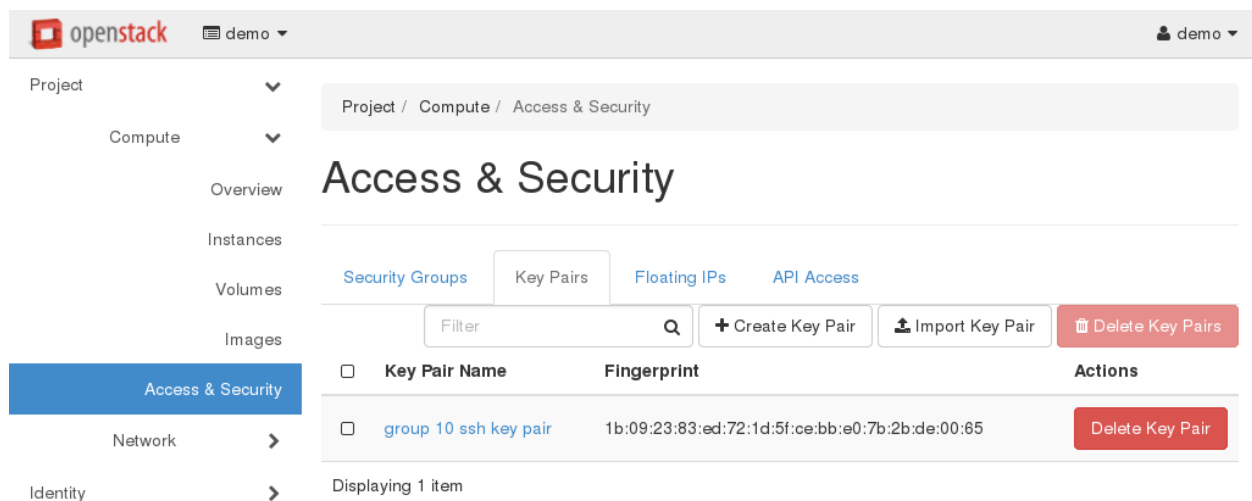 openstack demo demo
Project
Compute
Overview
Instances
Volumes
Images
Access & Security
Network
Identity
Project / Compute / Access & Security
Access & Security
Security Groups Key Pairs Floating IPs API Access
Filter Create Key Pair Import Key Pair Delete Key Pairs
Key Pair Name Fingerprint Actions
group 10 ssh key pair 1b:09:23:83:ed:72:1d:5f:ce:bb:e0:7b:2b:de:00:65 Delete Key Pair
Displaying 1 item